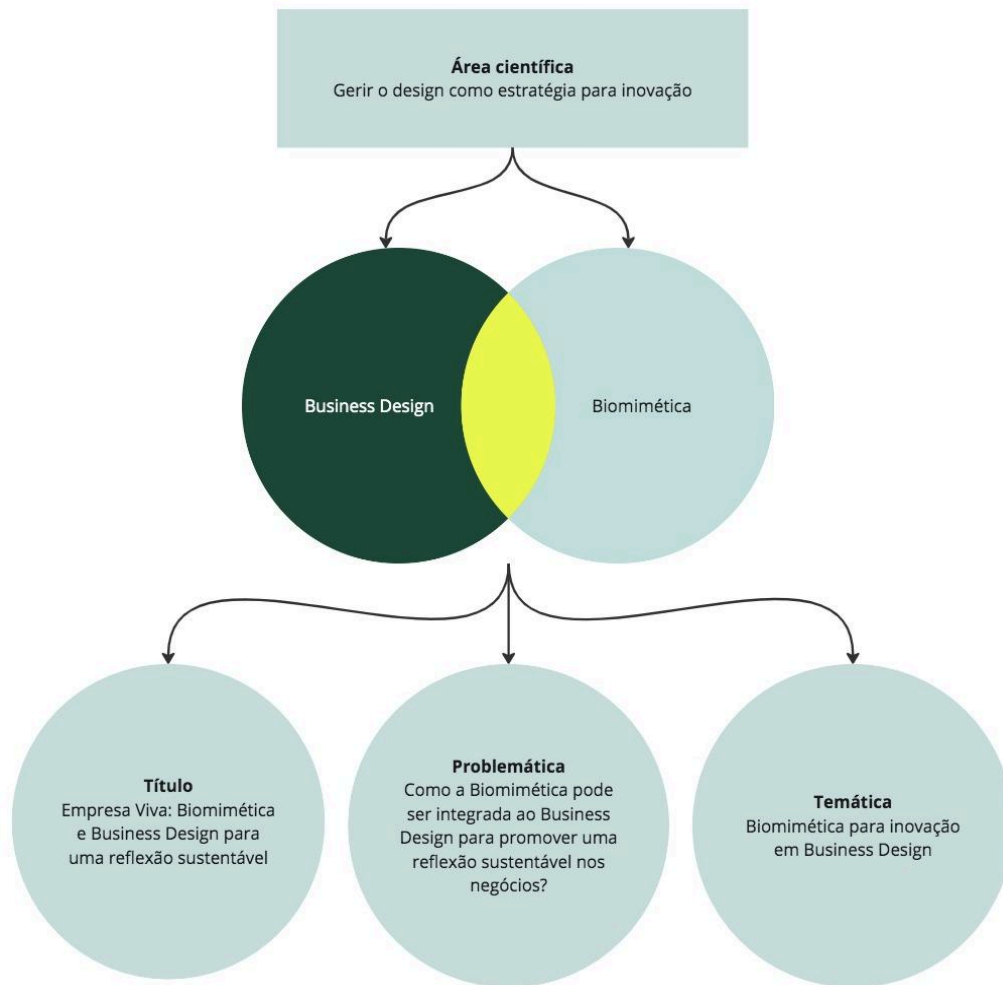 Área científica
Gerir o design como estratégia para inovação
Business Design
Biomimética
Título
Empresa Viva: Biomimética
e Business Design para
uma reflexão sustentável
Problemática
Como a Biomimética pode
ser integrada ao Business
Design para promover uma
reflexão sustentável nos
negócios?
Temática
Biomimética para inovação
em Business Design